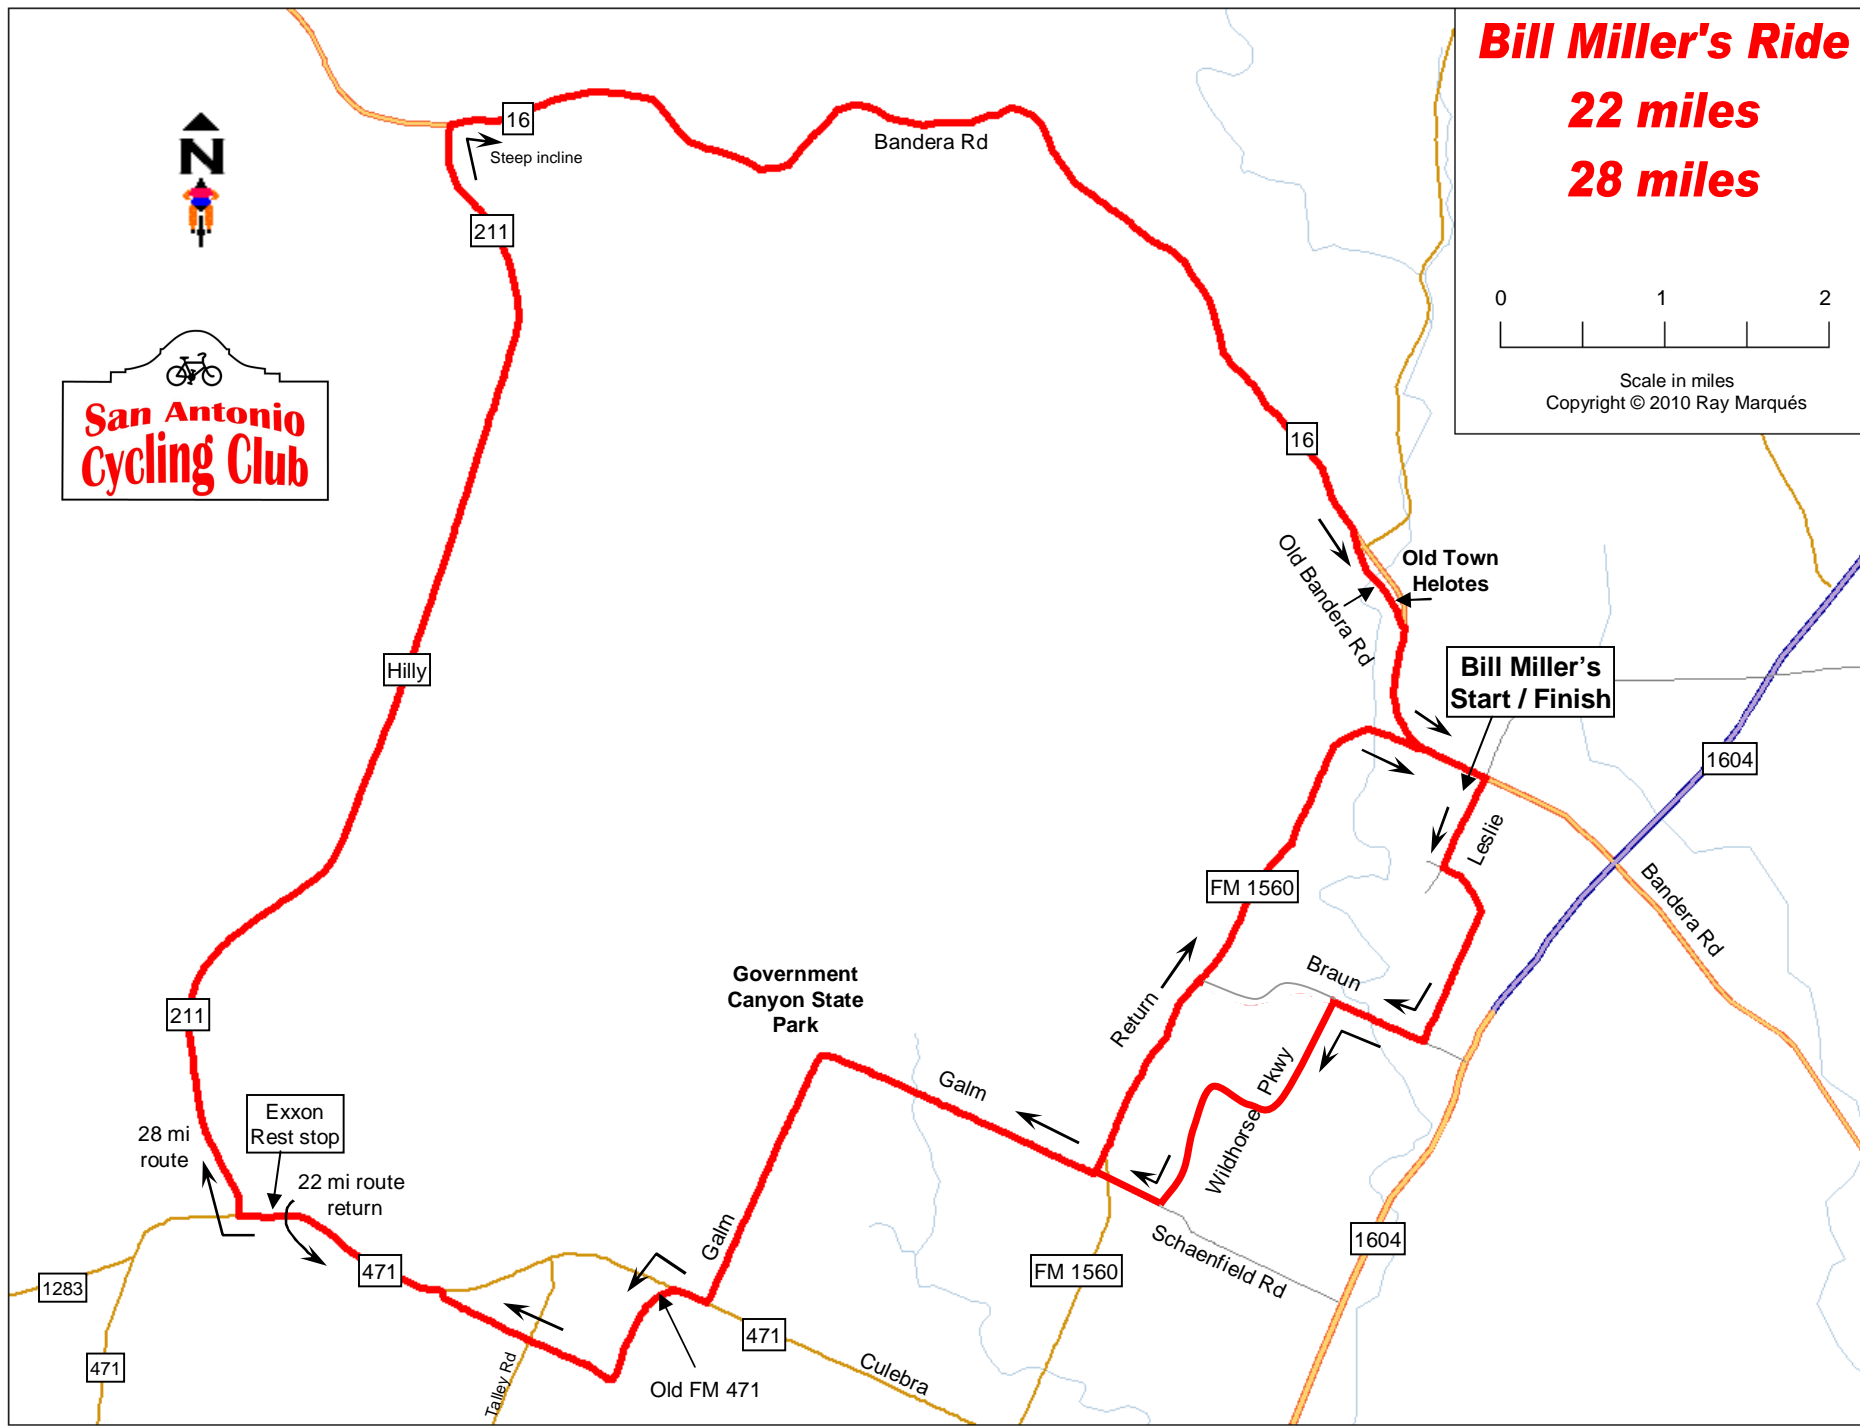 Bill Miller's Ride
22 miles
28 miles
0 1 2
Scale in miles
Copyright © 2010 Ray Marqués
N
San Antonio
Cycling Club
16
Steep incline
Bandera Rd
211
16
Old Bandera Rd
Old Town
Helotes
Hilly
Bill Miller’s
Start / Finish
1604
Leslie
FM 1560
Bandera Rd
Government
Canyon State
Park
Return
Braun
211
Galm
Wildhorse Pkwy
Exxon
Rest stop
28 mi
route
22 mi route
return
Galm
Schaenfield Rd
1604
471
FM 1560
1283
471
471
Talley Rd
Old FM 471
Culebra